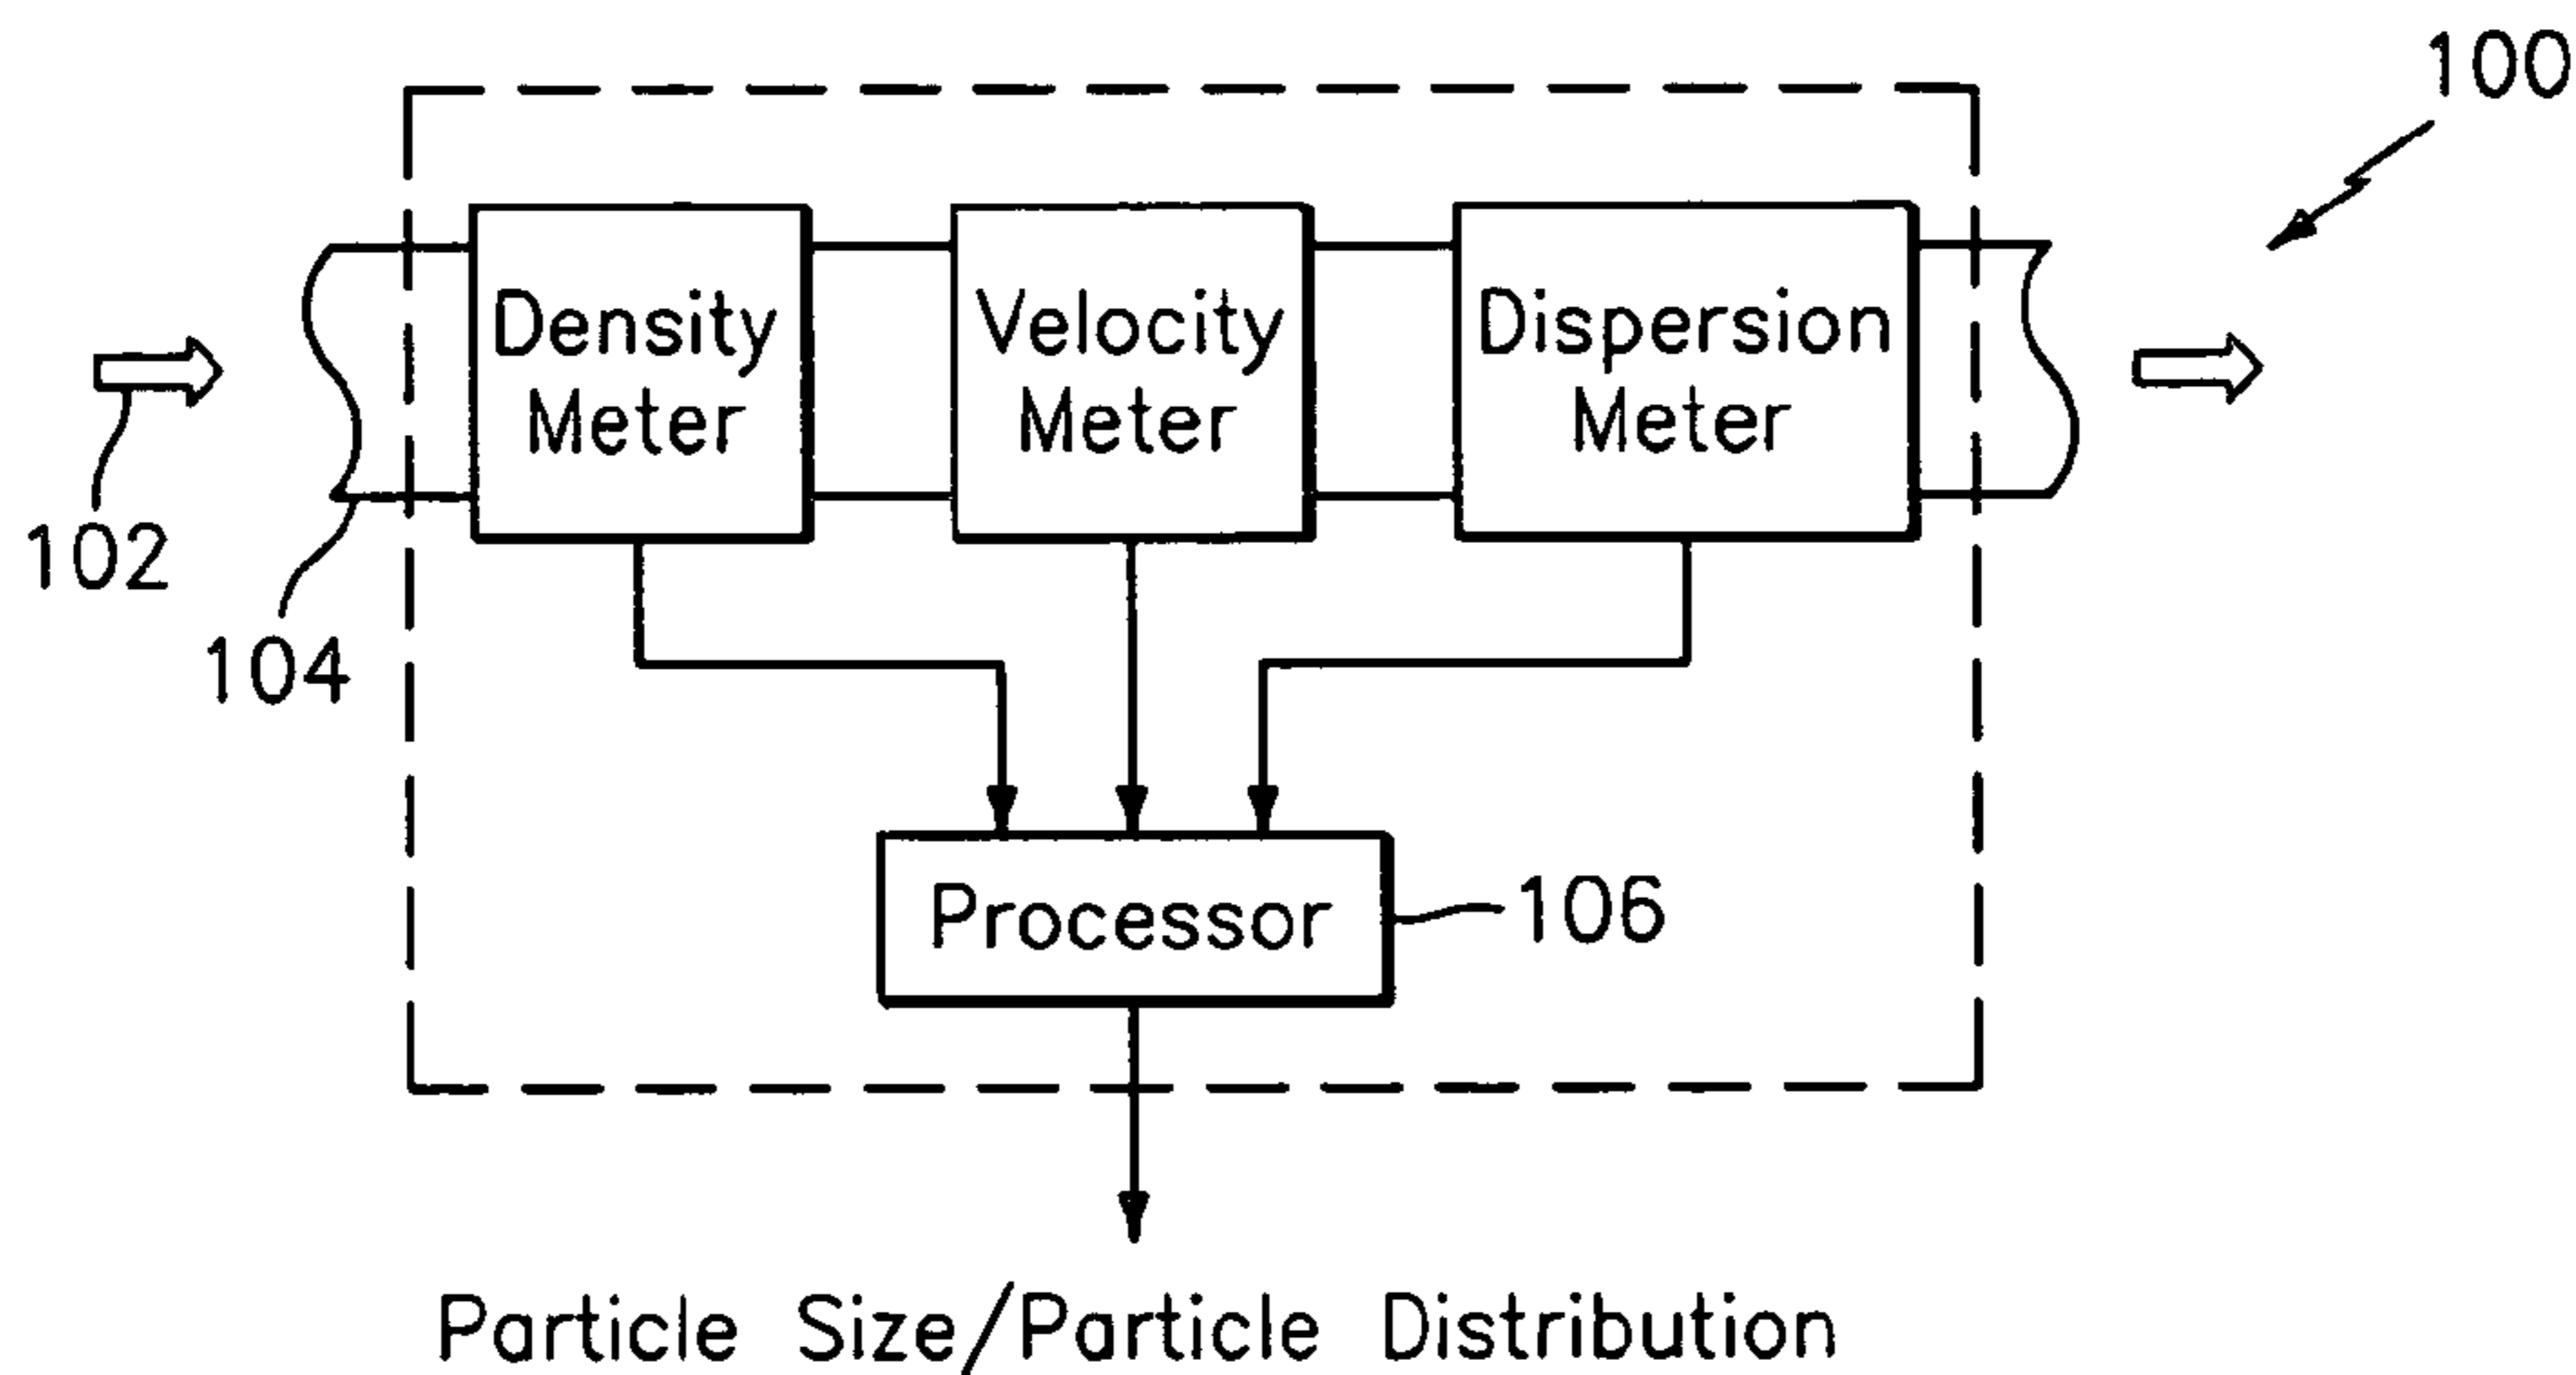 100
Density
Meter
Velocity
Meter
Dispersion
Meter
102
104
Processor
106
Particle Size/Particle Distribution